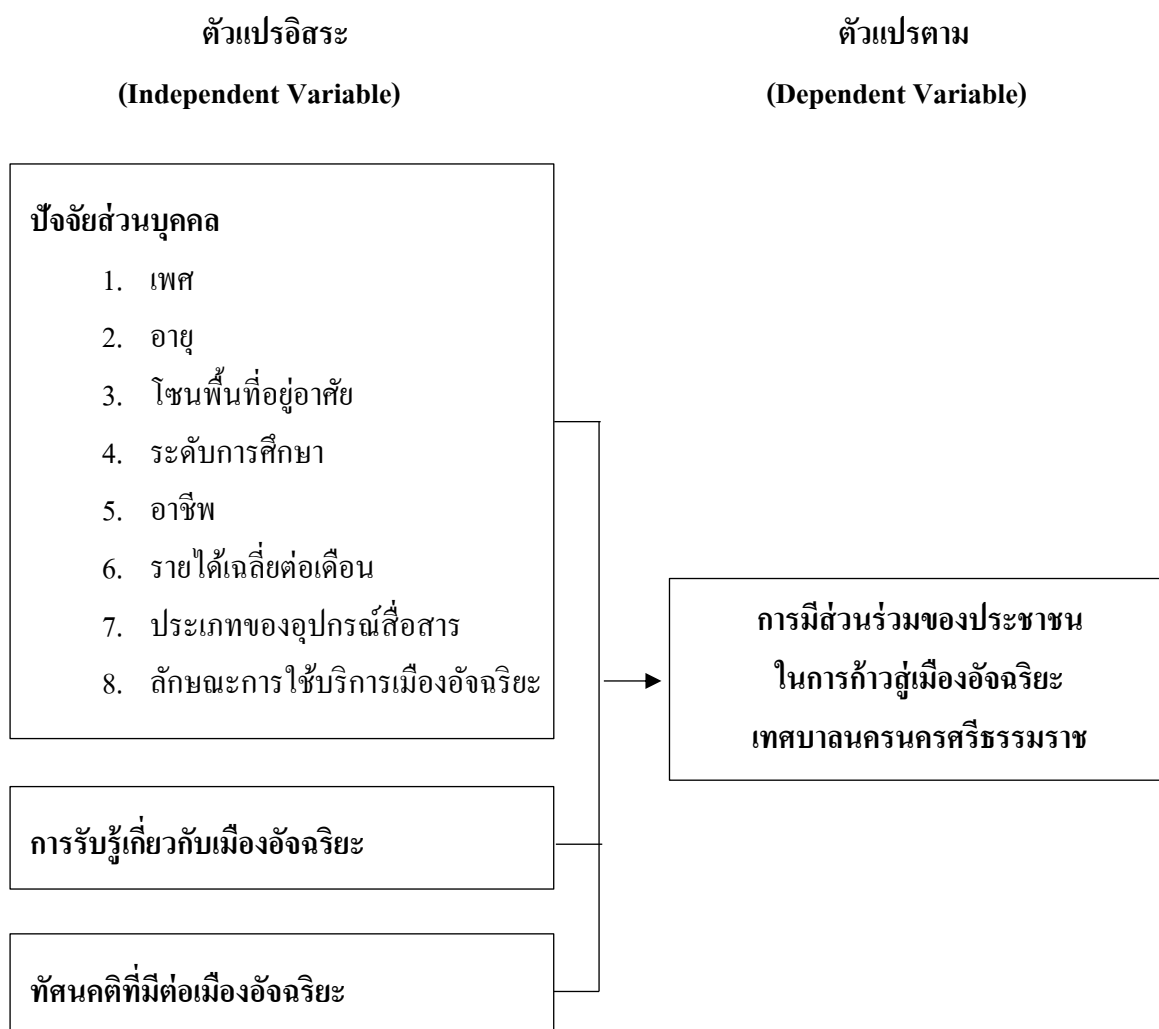 ตัวแปรอิสระ
(Independent Variable)
ตัวแปรตาม
(Dependent Variable)
ปัจจัยส่วนบุคคล
1. เพศ
2. อายุ
3. โซนพื้นที่อยู่อาศัย
4. ระดับการศึกษา
5. อาชีพ
6. รายได้เฉลี่ยต่อเดือน
7. ประเภทของอุปกรณ์สื่อสาร
8. ลักษณะการใช้บริการเมืองอัจฉริยะ
การรับรู้เกี่ยวกับเมืองอัจฉริยะ
ทัศนคติที่มีต่อเมืองอัจฉริยะ
การมีส่วนร่วมของประชาชน
ในการก้าวสู่เมืองอัจฉริยะ
เทศบาลนครนครศรีธรรมราช